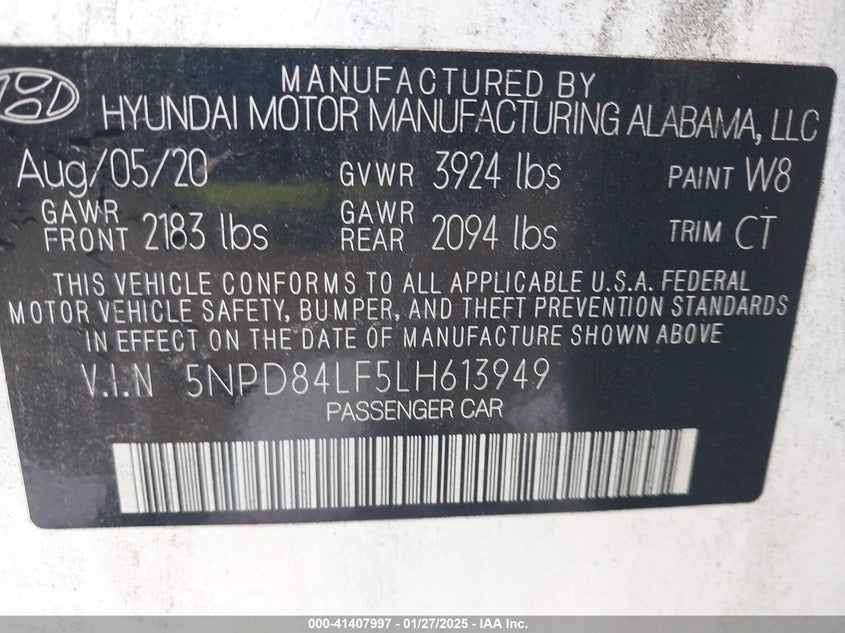 MANUFACTURED BY
HYUNDAI MOTOR MANUFACTURING ALABAMA, LLC
Aug/05/20 GVWR 3924 lbs PAINT W8
GAWR FRONT 2183 lbs GAWR REAR 2094 lbs TRIM CT
THIS VEHICLE CONFORMS TO ALL APPLICABLE U.S.A. FEDERAL
MOTOR VEHICLE SAFETY, BUMPER, AND THEFT PREVENTION STANDARDS
IN EFFECT ON THE DATE OF MANUFACTURE SHOWN ABOVE
V.I.N 5NPD84LF5LH613949
PASSENGER CAR
000-41407997 - 01/27/2025 - IAA Inc.